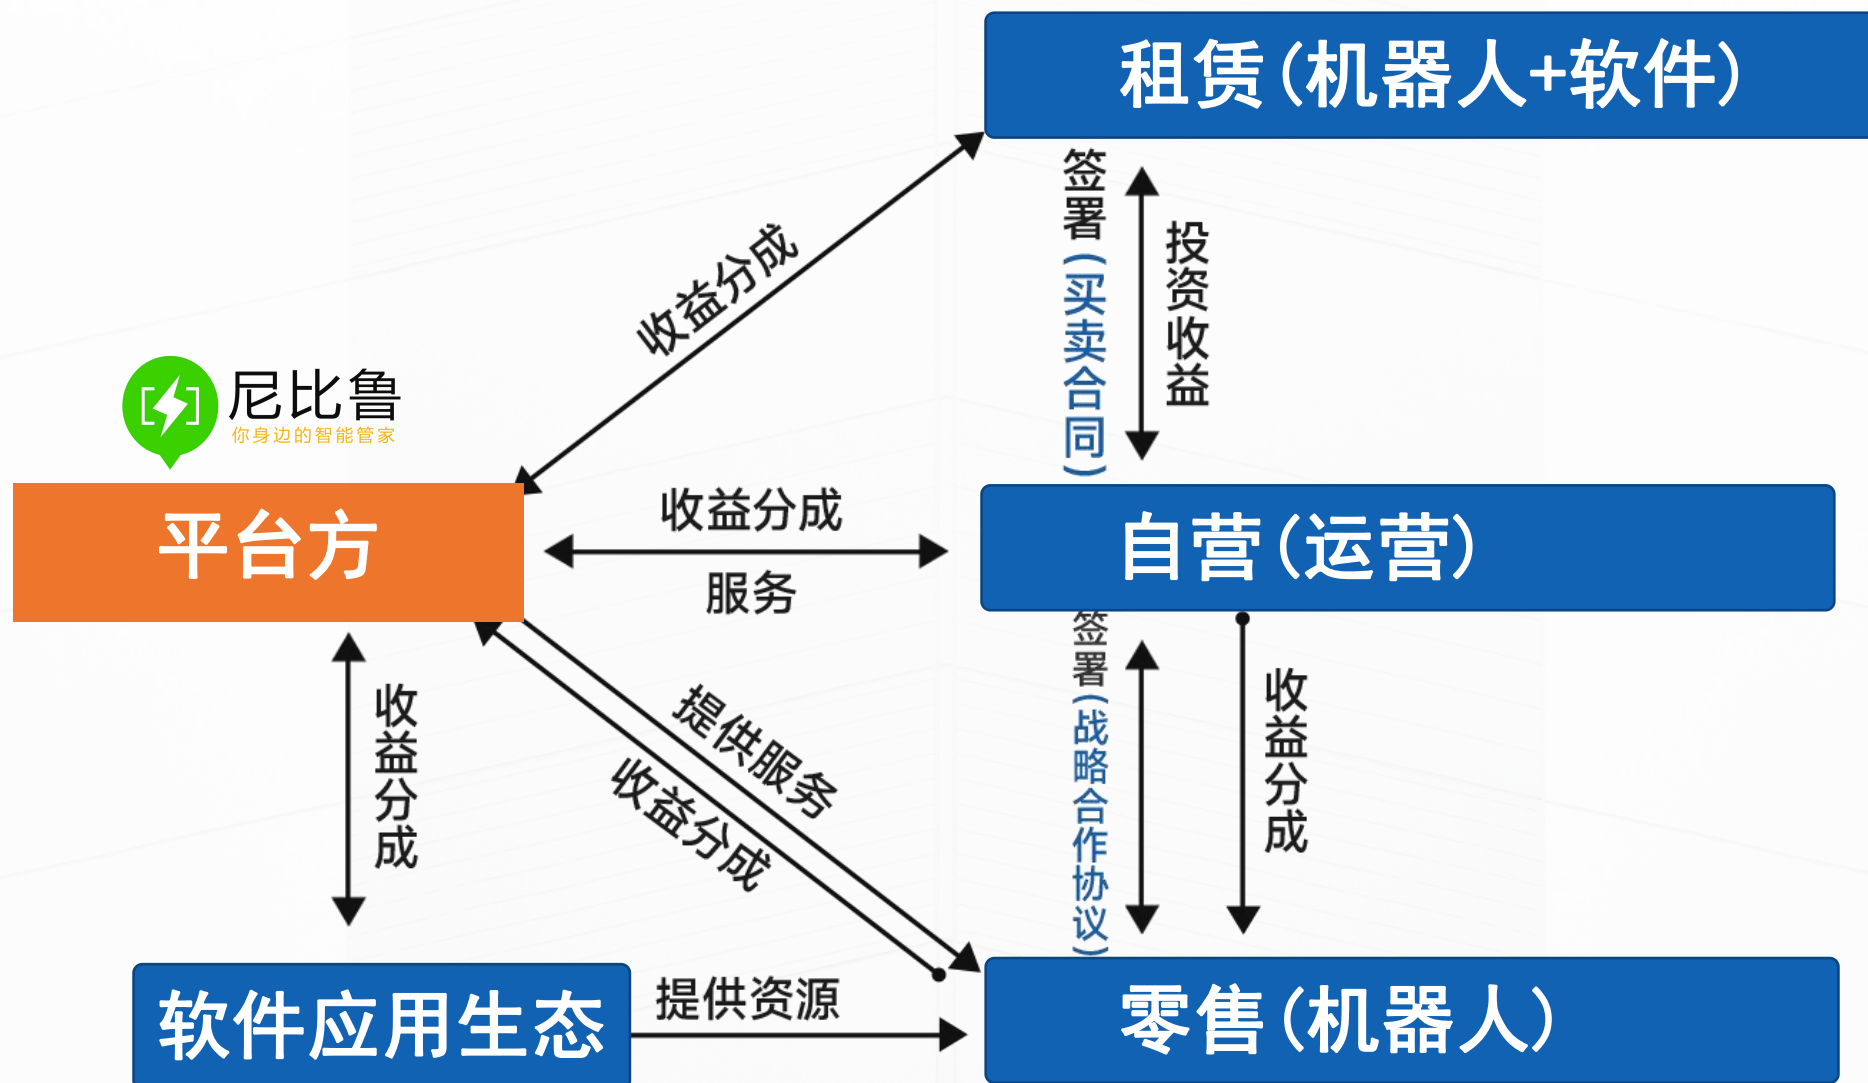 租赁(机器人+软件)
签署(买卖合同)
投资收益
收益分成
尼比鲁
你身边的智能管家
平台方
收益分成
服务
自营(运营)
签署(战略合作协议)
收益分成
收益分成
提供服务
收益分成
软件应用生态
提供资源
零售(机器人)